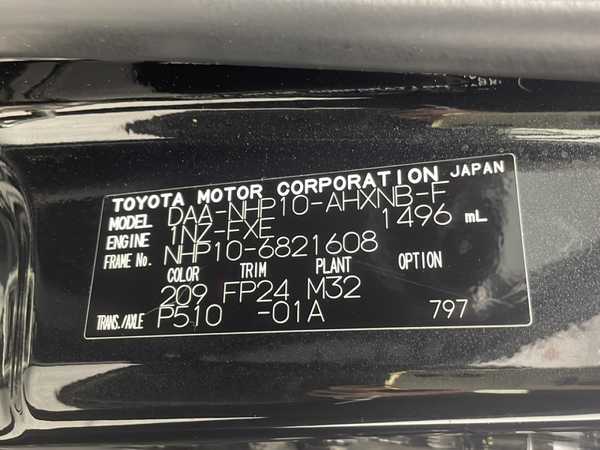 TOYOTA MOTOR CORPORATION JAPAN
MODEL DAA-NHP10-AHXNB-F
ENGINE 1NZ-FXE 1496 mL
FRAME No. NHP10-6821608
COLOR TRIM PLANT OPTION
209 FP24 M32
TRANS./AXLE P510 -01A 797